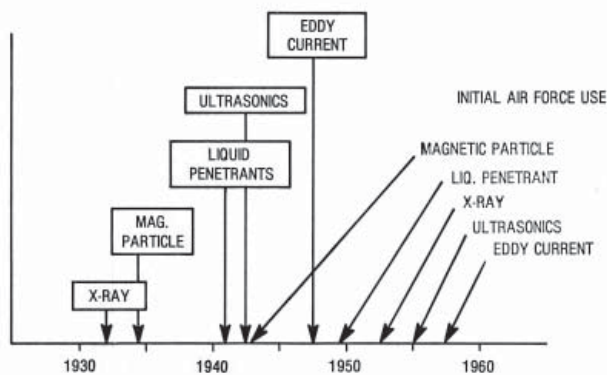 EDDY
CURRENT
ULTRASONICS
INITIAL AIR FORCE USE
LIQUID
PENETRANTS
MAGNETIC PARTICLE
LIQ. PENETRANT
X-RAY
MAG.
PARTICLE
ULTRASONICS
EDDY CURRENT
X-RAY
1930
1940
1950
1960